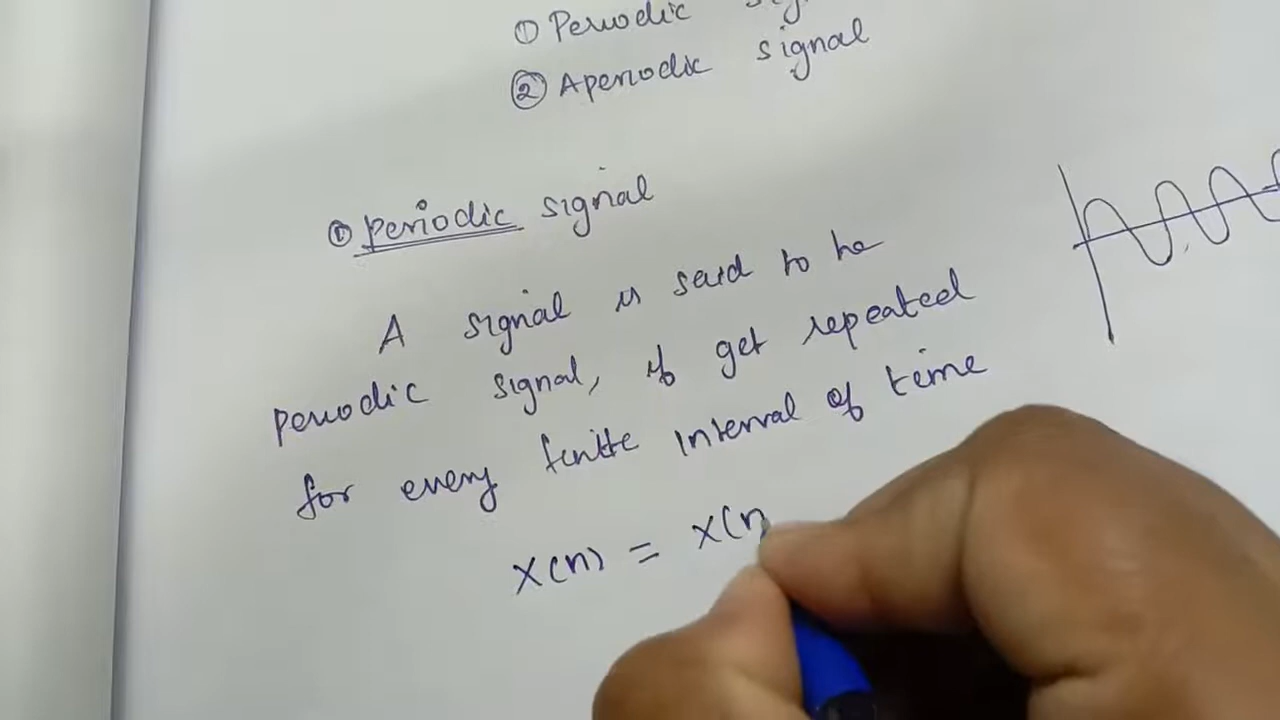 ① Periodic sig
② Aperiodic signal
① periodic signal
A signal is said to be
periodic signal, if get repeated
for every finite interval of time
x(n) = x(n